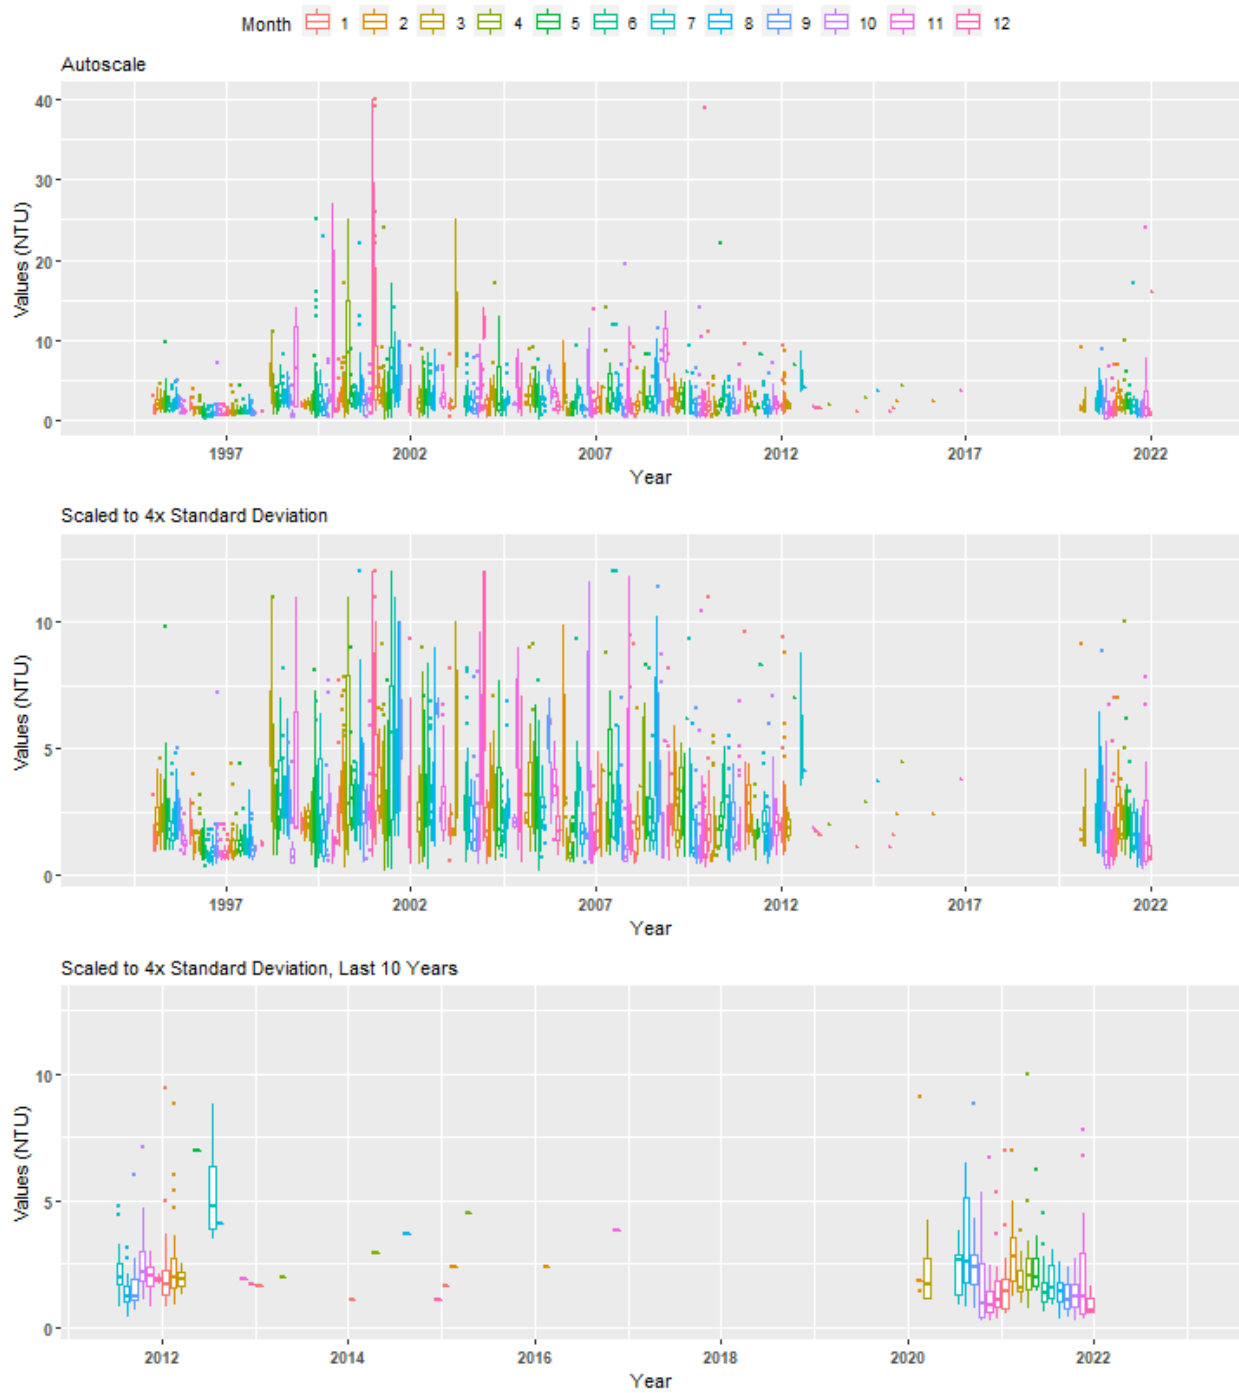 Month 1 2 3 4 5 6 7 8 9 10 11 12
Autoscale
Values (NTU)
40
30
20
10
0
1997 2002 2007 2012 2017 2022
Year
Scaled to 4x Standard Deviation
Values (NTU)
10
5
0
1997 2002 2007 2012 2017 2022
Year
Scaled to 4x Standard Deviation, Last 10 Years
Values (NTU)
10
5
0
2012 2014 2016 2018 2020 2022
Year